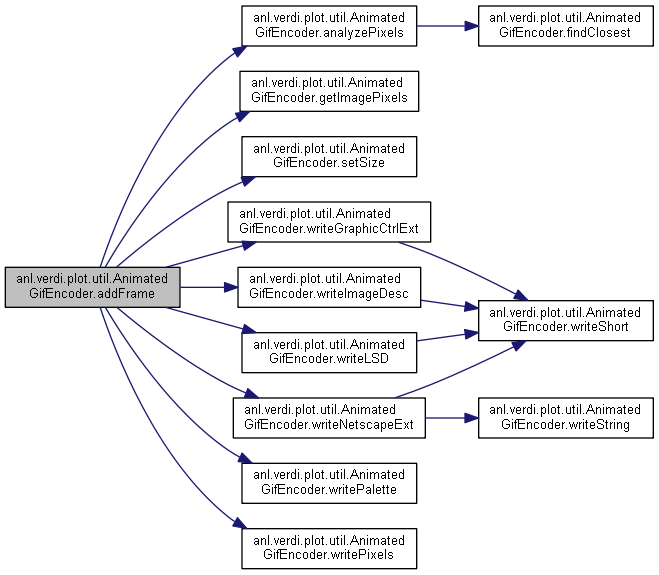 anl.verdi.plot.util.Animated
GifEncoder.addFrame
anl.verdi.plot.util.Animated
GifEncoder.analyzePixels
anl.verdi.plot.util.Animated
GifEncoder.findClosest
anl.verdi.plot.util.Animated
GifEncoder.getImagePixels
anl.verdi.plot.util.Animated
GifEncoder.setSize
anl.verdi.plot.util.Animated
GifEncoder.writeGraphicCtrlExt
anl.verdi.plot.util.Animated
GifEncoder.writeImageDesc
anl.verdi.plot.util.Animated
GifEncoder.writeShort
anl.verdi.plot.util.Animated
GifEncoder.writeLSD
anl.verdi.plot.util.Animated
GifEncoder.writeNetscapeExt
anl.verdi.plot.util.Animated
GifEncoder.writeString
anl.verdi.plot.util.Animated
GifEncoder.writePalette
anl.verdi.plot.util.Animated
GifEncoder.writePixels